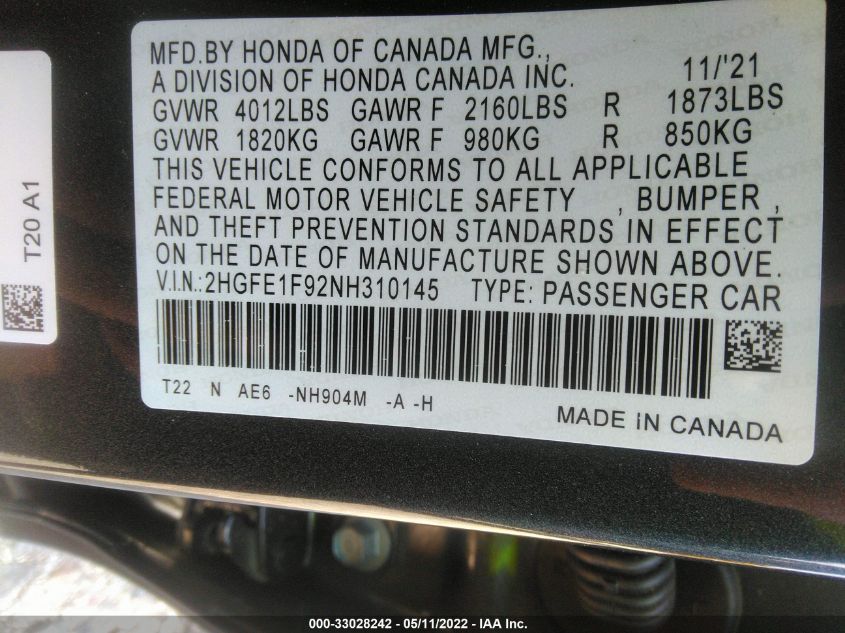 MFD.BY HONDA OF CANADA MFG.,
A DIVISION OF HONDA CANADA INC. 11/'21
GVWR 4012LBS GAWR F 2160LBS R 1873LBS
GVWR 1820KG GAWR F 980KG R 850KG
THIS VEHICLE CONFORMS TO ALL APPLICABLE
FEDERAL MOTOR VEHICLE SAFETY , BUMPER ,
AND THEFT PREVENTION STANDARDS IN EFFECT
ON THE DATE OF MANUFACTURE SHOWN ABOVE.
V.I.N.:2HGFE1F92NH310145 TYPE: PASSENGER CAR
T22 N AE6 -NH904M -A -H
MADE IN CANADA
T20 A1
000-33028242 - 05/11/2022 - IAA Inc.